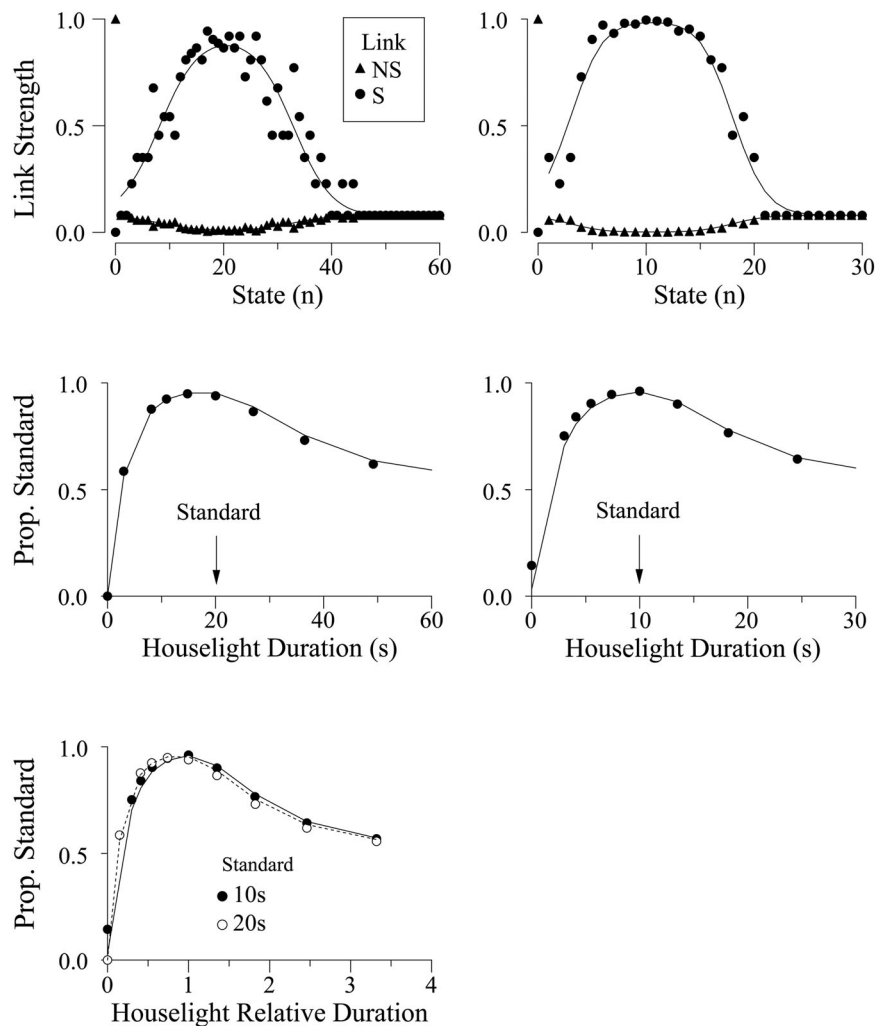 Link Strength
1.0
0.5
0.0
0 20 40 60
State (n)
Link
NS
S
1.0
0.5
0.0
0 10 20 30
State (n)
Prop. Standard
1.0
0.5
0.0
Standard
0 20 40 60
Houselight Duration (s)
1.0
0.5
0.0
Standard
0 10 20 30
Houselight Duration (s)
Prop. Standard
1.0
0.5
0.0
Standard
10s
20s
0 1 2 3 4
Houselight Relative Duration